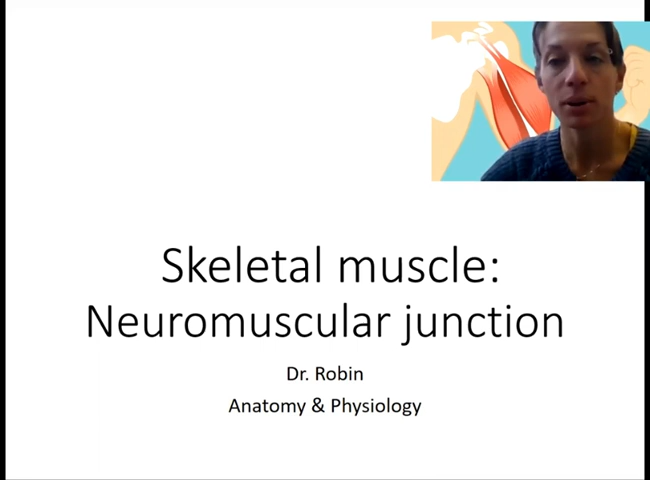 Skeletal muscle:
Neuromuscular junction
Dr. Robin
Anatomy & Physiology